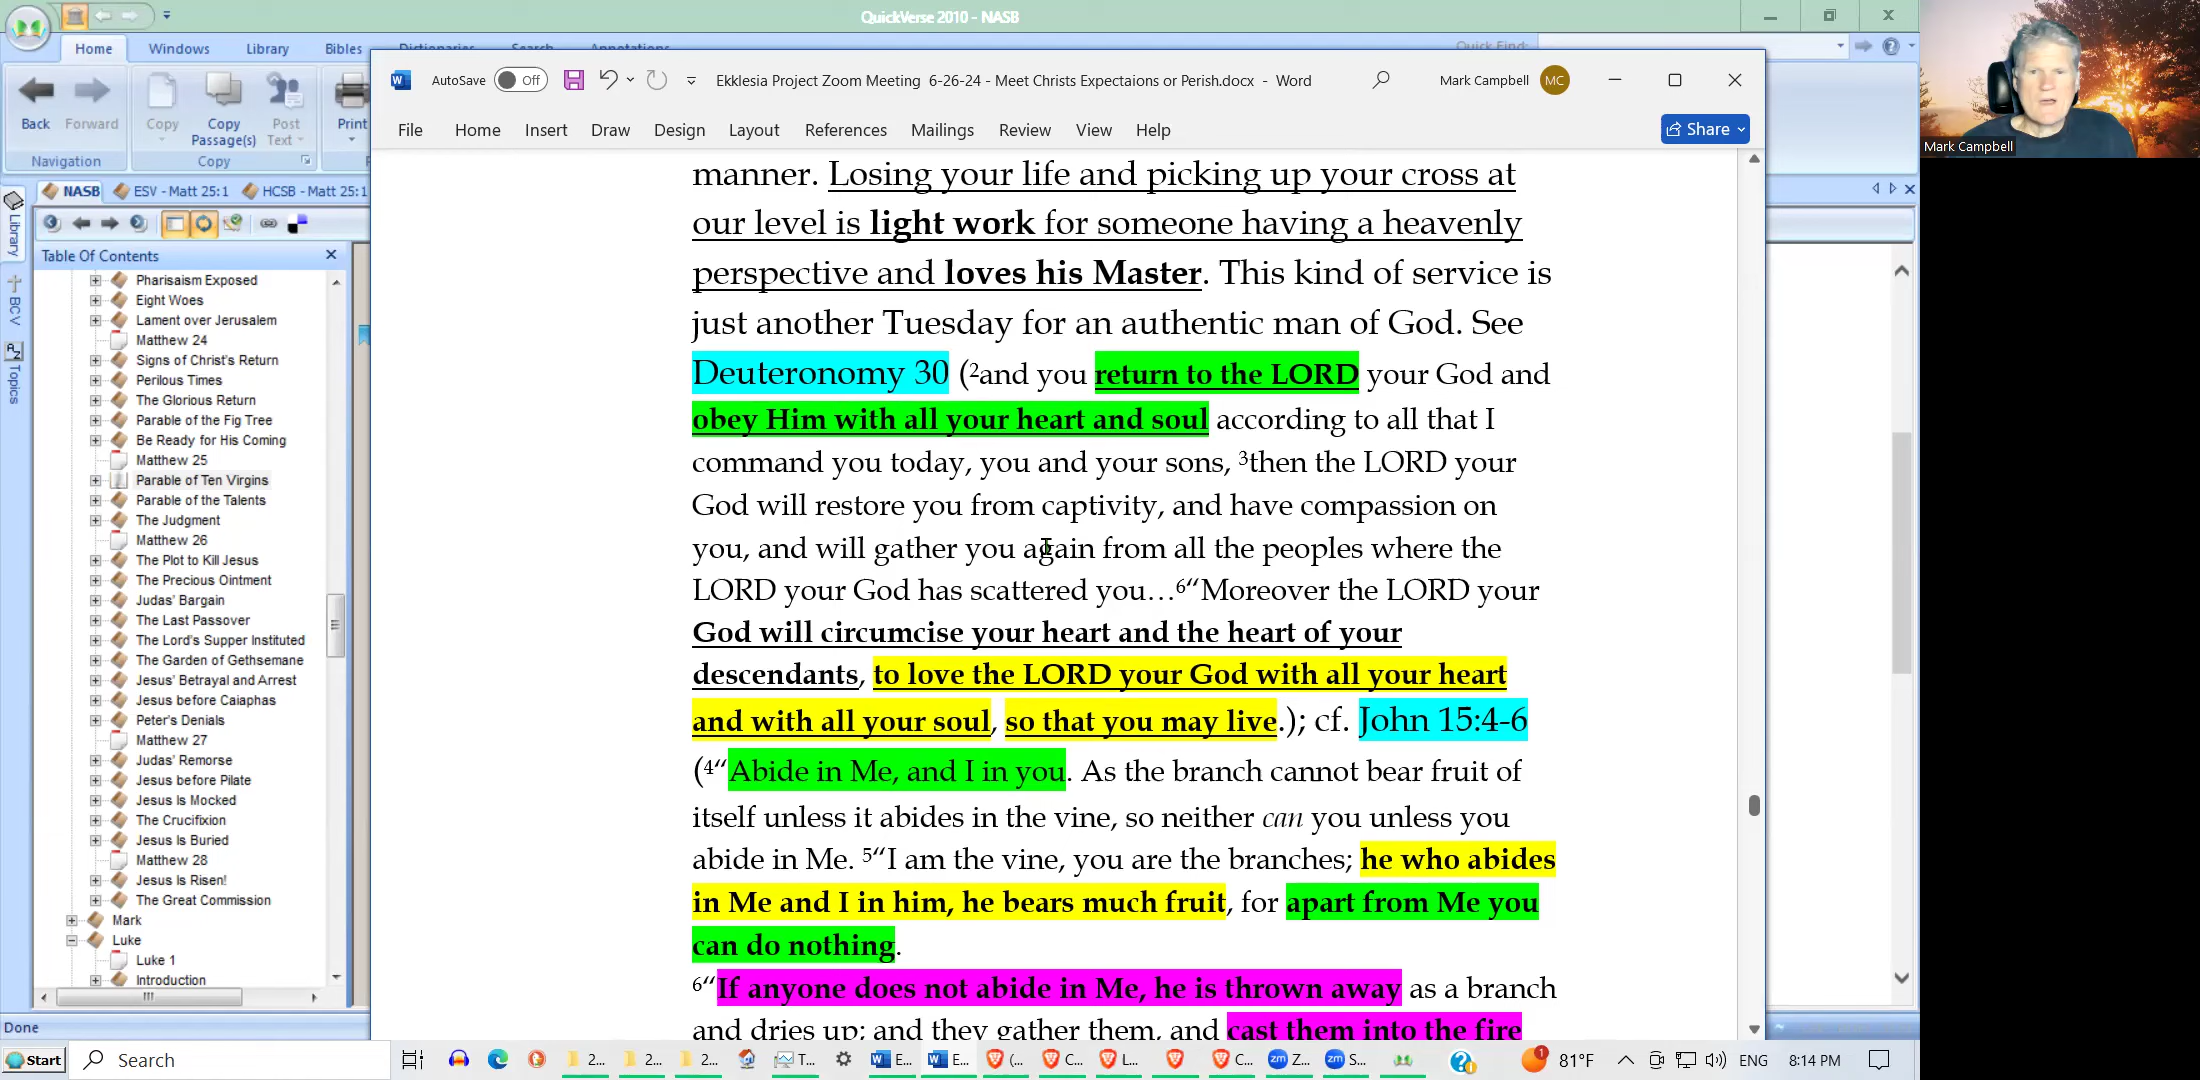 QuickVerse 2010 - NASB
Home Windows Library Bibles Dictionaries Search Annotations
Quick Find:
Back Forward Copy Copy Passage(s) Post Text Print
Navigation Copy
NASB ESV - Matt 25:1 HCSB - Matt 25:1
Library
BCV
Topics
Table Of Contents
Pharisaism Exposed
Eight Woes
Lament over Jerusalem
Matthew 24
Signs of Christ's Return
Perilous Times
The Glorious Return
Parable of the Fig Tree
Be Ready for His Coming
Matthew 25
Parable of Ten Virgins
Parable of the Talents
The Judgment
Matthew 26
The Plot to Kill Jesus
The Precious Ointment
Judas' Bargain
The Last Passover
The Lord's Supper Instituted
The Garden of Gethsemane
Jesus' Betrayal and Arrest
Jesus before Caiaphas
Peter's Denials
Matthew 27
Judas' Remorse
Jesus before Pilate
Jesus Is Mocked
The Crucifixion
Jesus Is Buried
Matthew 28
Jesus Is Risen!
The Great Commission
Mark
Luke
Luke 1
Introduction
Done
AutoSave Off Ekklesia Project Zoom Meeting 6-26-24 - Meet Christs Expectaions or Perish.docx - Word Mark Campbell MC
File Home Insert Draw Design Layout References Mailings Review View Help Share
manner. Losing your life and picking up your cross at
our level is light work for someone having a heavenly
perspective and loves his Master. This kind of service is
just another Tuesday for an authentic man of God. See
Deuteronomy 30 (2and you return to the LORD your God and
obey Him with all your heart and soul according to all that I
command you today, you and your sons, 3then the LORD your
God will restore you from captivity, and have compassion on
you, and will gather you again from all the peoples where the
LORD your God has scattered you…6“Moreover the LORD your
God will circumcise your heart and the heart of your
descendants, to love the LORD your God with all your heart
and with all your soul, so that you may live.); cf. John 15:4-6
(4“Abide in Me, and I in you. As the branch cannot bear fruit of
itself unless it abides in the vine, so neither can you unless you
abide in Me. 5“I am the vine, you are the branches; he who abides
in Me and I in him, he bears much fruit, for apart from Me you
can do nothing.
6“If anyone does not abide in Me, he is thrown away as a branch
and dries up; and they gather them, and cast them into the fire
Mark Campbell
Start Search 2... 2... 2... T... E... E... (... C... L... C... Z... S... 1 81°F ENG 8:14 PM